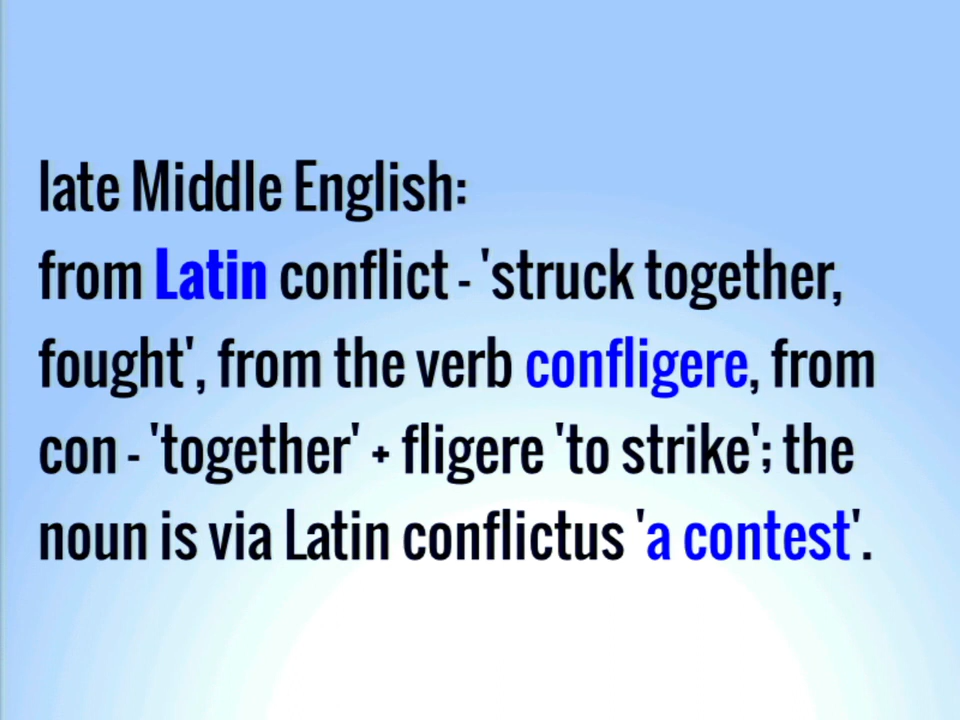 late Middle English:
from Latin conflict - 'struck together,
fought', from the verb confligere, from
con - 'together' + fligere 'to strike'; the
noun is via Latin conflictus 'a contest'.